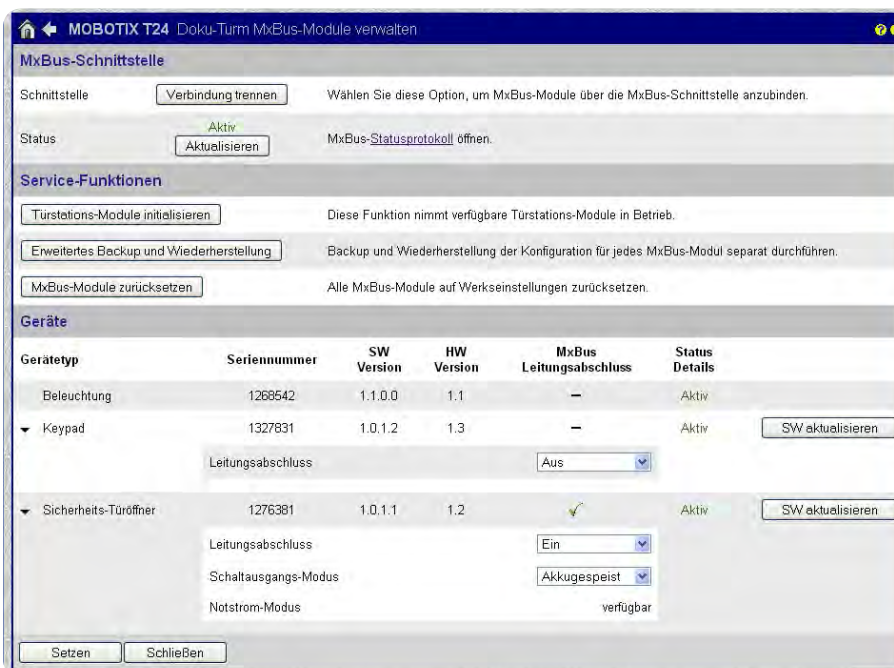 MOBOTIX T24 Doku-Turm MxBus-Module verwalten
MxBus-Schnittstelle
Schnittstelle Verbindung trennen Wählen Sie diese Option, um MxBus-Module über die MxBus-Schnittstelle anzubinden.
Status Aktiv
Aktualisieren MxBus-Statusprotokoll öffnen.
Service-Funktionen
Türstations-Module initialisieren Diese Funktion nimmt verfügbare Türstations-Module in Betrieb.
Erweitertes Backup und Wiederherstellung Backup und Wiederherstellung der Konfiguration für jedes MxBus-Modul separat durchführen.
MxBus-Module zurücksetzen Alle MxBus-Module auf Werkseinstellungen zurücksetzen.
Geräte
Gerätetyp Seriennummer SW Version HW Version MxBus Leitungsabschluss Status Details
Beleuchtung 1268542 1.1.0.0 1.1 – Aktiv
Keypad 1327831 1.0.1.2 1.3 – Aktiv SW aktualisieren
Leitungsabschluss Aus
Sicherheits-Türöffner 1276381 1.0.1.1 1.2 ✓ Aktiv SW aktualisieren
Leitungsabschluss Ein
Schaltausgangs-Modus Akkugespeist
Notstrom-Modus verfügbar
Setzen Schließen